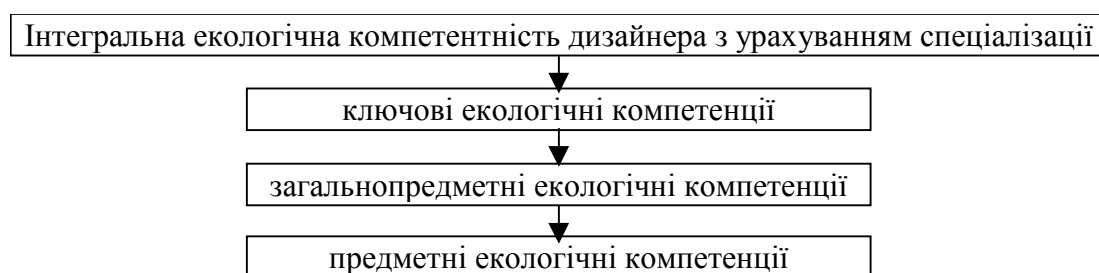 Інтегральна екологічна компетентність дизайнера з урахуванням спеціалізації
ключові екологічні компетенції
загальнопредметні екологічні компетенції
предметні екологічні компетенції